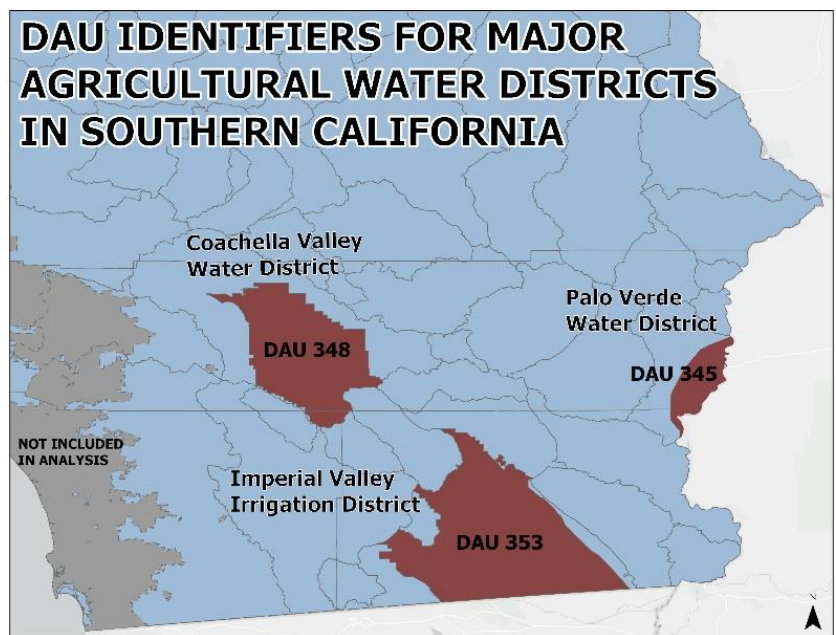 DAU IDENTIFIERS FOR MAJOR
AGRICULTURAL WATER DISTRICTS
IN SOUTHERN CALIFORNIA
Coachella Valley
Water District
DAU 348
Palo Verde
Water District
DAU 345
NOT INCLUDED
IN ANALYSIS
Imperial Valley
Irrigation District
DAU 353
N